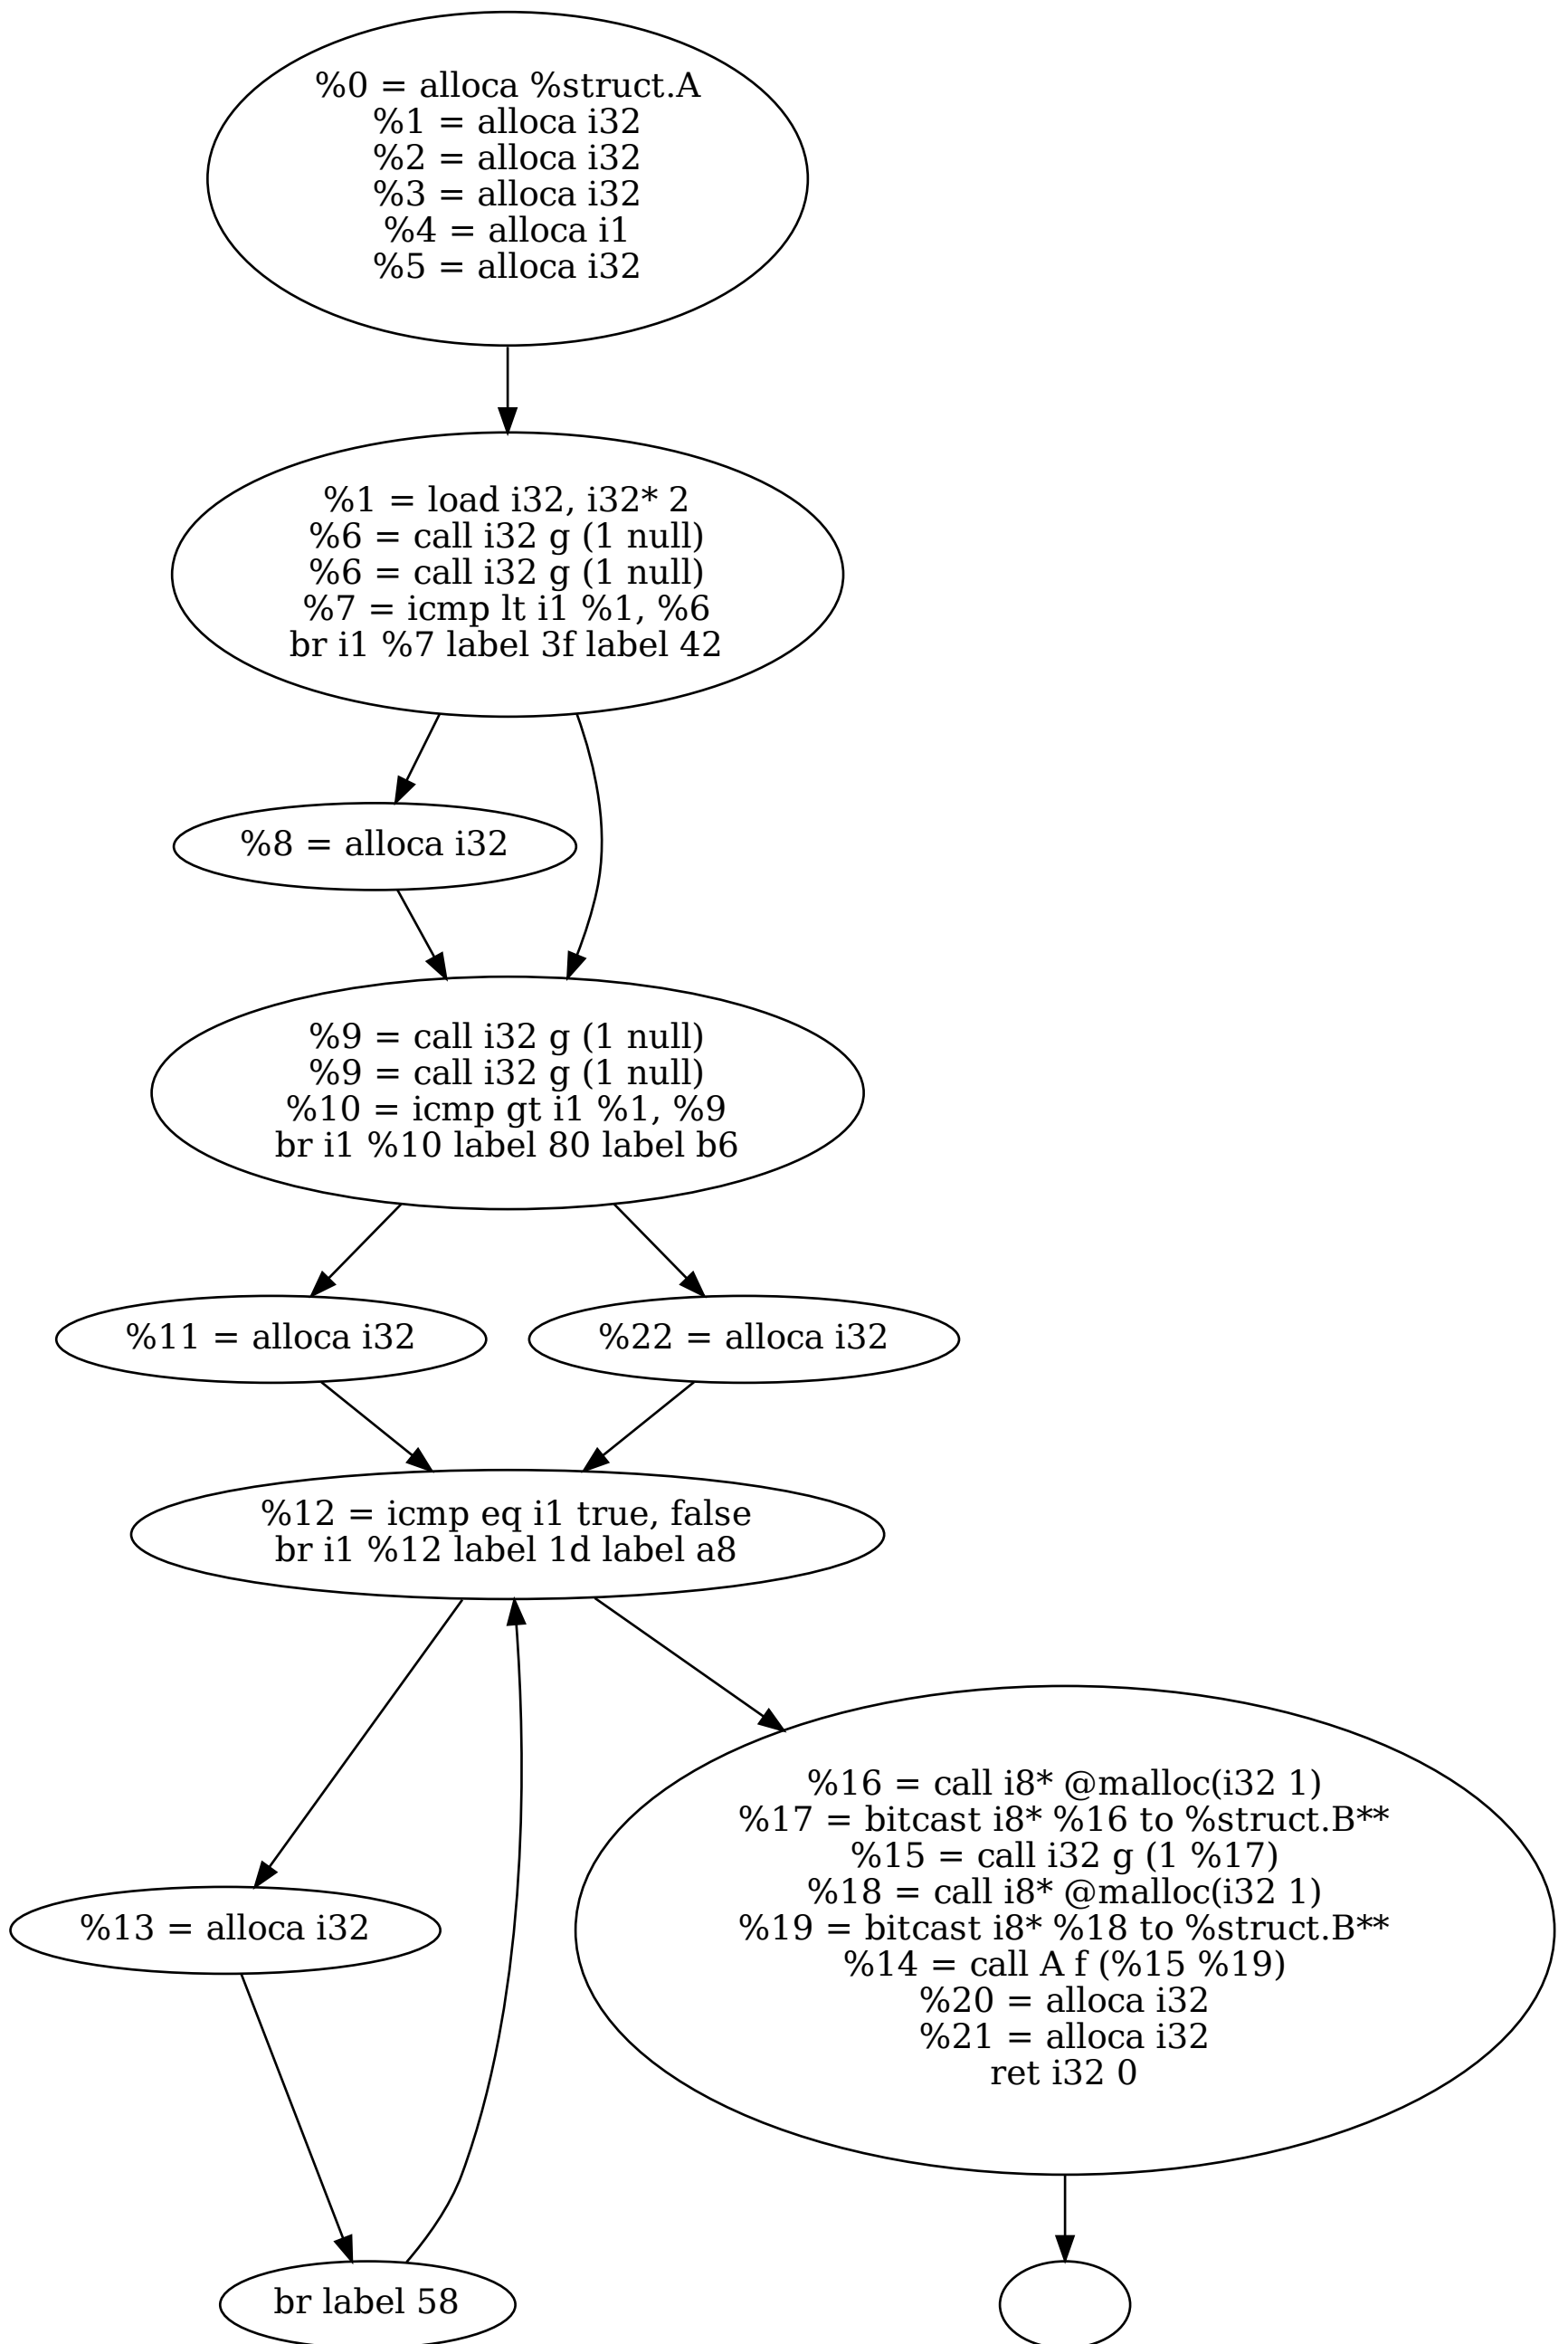 %0 = alloca %struct.A
%1 = alloca i32
%2 = alloca i32
%3 = alloca i32
%4 = alloca i1
%5 = alloca i32
%1 = load i32, i32* 2
%6 = call i32 g (1 null)
%6 = call i32 g (1 null)
%7 = icmp lt i1 %1, %6
br i1 %7 label 3f label 42
%8 = alloca i32
%9 = call i32 g (1 null)
%9 = call i32 g (1 null)
%10 = icmp gt i1 %1, %9
br i1 %10 label 80 label b6
%11 = alloca i32
%22 = alloca i32
%12 = icmp eq i1 true, false
br i1 %12 label 1d label a8
%16 = call i8* @malloc(i32 1)
%17 = bitcast i8* %16 to %struct.B**
%15 = call i32 g (1 %17)
%18 = call i8* @malloc(i32 1)
%19 = bitcast i8* %18 to %struct.B**
%14 = call A f (%15 %19)
%20 = alloca i32
%21 = alloca i32
ret i32 0
%13 = alloca i32
br label 58